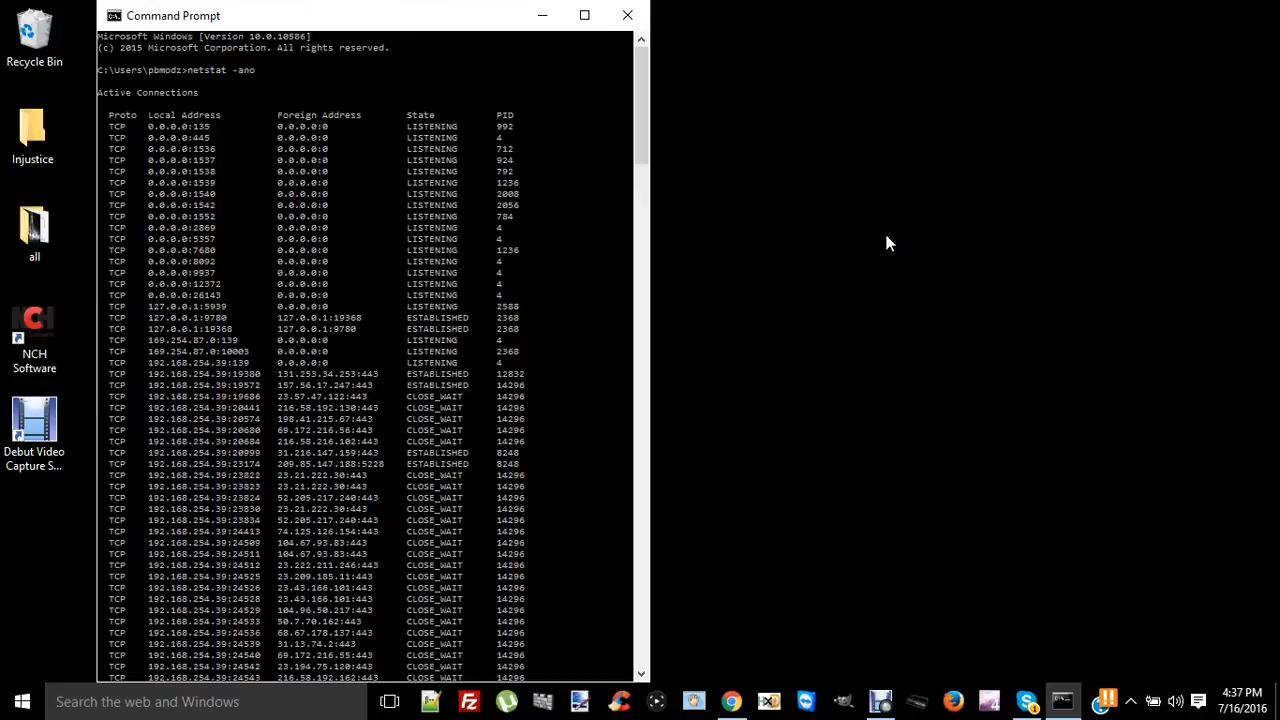 Recycle Bin
Injustice
all
NCH
Software
Debut Video
Capture S...
Command Prompt
Microsoft Windows [Version 10.0.10586]
(c) 2015 Microsoft Corporation. All rights reserved.
C:\Users\pbmodz>netstat -ano
Active Connections
Proto Local Address Foreign Address State PID
TCP 0.0.0.0:135 0.0.0.0:0 LISTENING 992
TCP 0.0.0.0:445 0.0.0.0:0 LISTENING 4
TCP 0.0.0.0:1536 0.0.0.0:0 LISTENING 712
TCP 0.0.0.0:1537 0.0.0.0:0 LISTENING 924
TCP 0.0.0.0:1538 0.0.0.0:0 LISTENING 792
TCP 0.0.0.0:1539 0.0.0.0:0 LISTENING 1236
TCP 0.0.0.0:1540 0.0.0.0:0 LISTENING 2008
TCP 0.0.0.0:1542 0.0.0.0:0 LISTENING 2056
TCP 0.0.0.0:1552 0.0.0.0:0 LISTENING 784
TCP 0.0.0.0:2869 0.0.0.0:0 LISTENING 4
TCP 0.0.0.0:5357 0.0.0.0:0 LISTENING 4
TCP 0.0.0.0:7680 0.0.0.0:0 LISTENING 1236
TCP 0.0.0.0:8092 0.0.0.0:0 LISTENING 4
TCP 0.0.0.0:9937 0.0.0.0:0 LISTENING 4
TCP 0.0.0.0:12372 0.0.0.0:0 LISTENING 4
TCP 0.0.0.0:26143 0.0.0.0:0 LISTENING 4
TCP 127.0.0.1:5939 0.0.0.0:0 LISTENING 2588
TCP 127.0.0.1:9780 127.0.0.1:19368 ESTABLISHED 2368
TCP 127.0.0.1:19368 127.0.0.1:9780 ESTABLISHED 2368
TCP 169.254.87.0:139 0.0.0.0:0 LISTENING 4
TCP 169.254.87.0:10003 0.0.0.0:0 LISTENING 2368
TCP 192.168.254.39:139 0.0.0.0:0 LISTENING 4
TCP 192.168.254.39:19380 131.253.34.253:443 ESTABLISHED 12832
TCP 192.168.254.39:19572 157.56.17.247:443 ESTABLISHED 14296
TCP 192.168.254.39:19686 23.57.47.122:443 CLOSE_WAIT 14296
TCP 192.168.254.39:20441 216.58.192.130:443 CLOSE_WAIT 14296
TCP 192.168.254.39:20574 198.41.215.67:443 CLOSE_WAIT 14296
TCP 192.168.254.39:20680 69.172.216.56:443 CLOSE_WAIT 14296
TCP 192.168.254.39:20684 216.58.216.102:443 CLOSE_WAIT 14296
TCP 192.168.254.39:20999 31.216.147.159:443 ESTABLISHED 8248
TCP 192.168.254.39:23174 209.85.147.188:5228 ESTABLISHED 8248
TCP 192.168.254.39:23822 23.21.222.30:443 CLOSE_WAIT 14296
TCP 192.168.254.39:23823 23.21.222.30:443 CLOSE_WAIT 14296
TCP 192.168.254.39:23824 52.205.217.240:443 CLOSE_WAIT 14296
TCP 192.168.254.39:23830 23.21.222.30:443 CLOSE_WAIT 14296
TCP 192.168.254.39:23834 52.205.217.240:443 CLOSE_WAIT 14296
TCP 192.168.254.39:24413 74.125.126.154:443 CLOSE_WAIT 14296
TCP 192.168.254.39:24509 104.67.93.83:443 CLOSE_WAIT 14296
TCP 192.168.254.39:24511 104.67.93.83:443 CLOSE_WAIT 14296
TCP 192.168.254.39:24512 23.222.211.246:443 CLOSE_WAIT 14296
TCP 192.168.254.39:24525 23.209.185.11:443 CLOSE_WAIT 14296
TCP 192.168.254.39:24526 23.43.166.101:443 CLOSE_WAIT 14296
TCP 192.168.254.39:24528 23.43.166.101:443 CLOSE_WAIT 14296
TCP 192.168.254.39:24529 104.96.50.217:443 CLOSE_WAIT 14296
TCP 192.168.254.39:24533 50.7.70.162:443 CLOSE_WAIT 14296
TCP 192.168.254.39:24536 68.67.178.137:443 CLOSE_WAIT 14296
TCP 192.168.254.39:24539 31.13.74.2:443 CLOSE_WAIT 14296
TCP 192.168.254.39:24540 69.172.216.55:443 CLOSE_WAIT 14296
TCP 192.168.254.39:24542 23.194.75.120:443 CLOSE_WAIT 14296
TCP 192.168.254.39:24543 216.58.192.162:443 CLOSE_WAIT 14296
Search the web and Windows
4:37 PM
7/16/2016